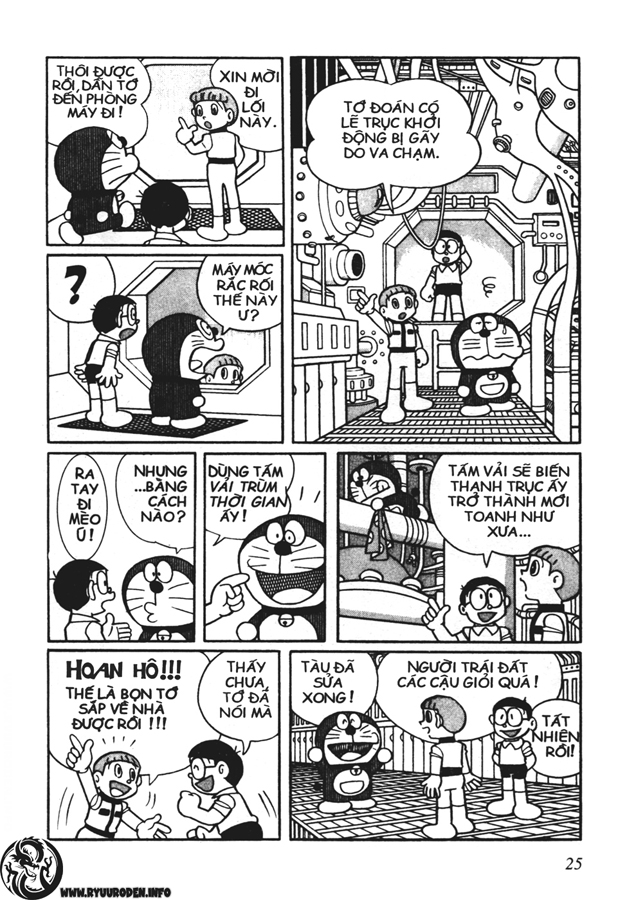 THÔI ĐƯỢC
RỒI, DẪN TỚ
ĐẾN PHÒNG
MÁY ĐI!
XIN MỜI
ĐI
LỐI
NÀY.
?
MÁY MÓC
RẮC RỐI
THẾ NÀY
Ư?
TỚ ĐOÁN CÓ
LẼ TRỤC KHỞI
ĐỘNG BỊ GÃY
DO VA CHẠM.
RA
TAY
ĐI
MÈO
Ú!
NHƯNG
...BẰNG
CÁCH
NÀO?
DÙNG TẤM
VẢI TRÙM
THỜI GIAN
ẤY!
TẤM VẢI SẼ BIẾN
THANH TRỤC ẤY
TRỞ THÀNH MỚI
TOANH NHƯ
XƯA...
HOAN HÔ!!!
THẾ LÀ BỌN TỚ
SẮP VỀ NHÀ
ĐƯỢC RỒI !!!
THẤY
CHƯA,
TỚ ĐÃ
NÓI MÀ
TÀU ĐÃ
SỬA
XONG!
NGƯỜI TRÁI ĐẤT
CÁC CẬU GIỎI QUÁ!
TẤT
NHIÊN
RỒI!
25
WWW.RYUURODEN.INFO